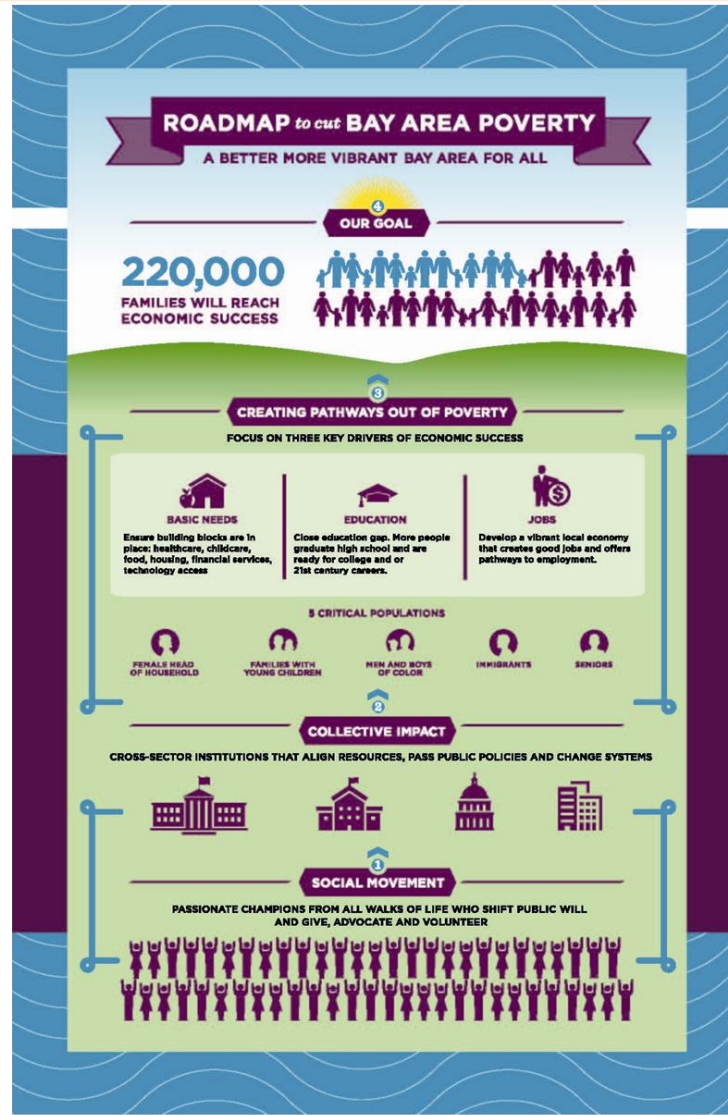 ROADMAP to cut BAY AREA POVERTY
A BETTER MORE VIBRANT BAY AREA FOR ALL
4
OUR GOAL
220,000
FAMILIES WILL REACH
ECONOMIC SUCCESS
3
CREATING PATHWAYS OUT OF POVERTY
FOCUS ON THREE KEY DRIVERS OF ECONOMIC SUCCESS
BASIC NEEDS
Ensure building blocks are in
place: healthcare, childcare,
food, housing, financial services,
technology access
EDUCATION
Close education gap. More people
graduate high school and are
ready for college and or
21st century careers.
$
JOBS
Develop a vibrant local economy
that creates good jobs and offers
pathways to employment.
5 CRITICAL POPULATIONS
FEMALE HEAD
OF HOUSEHOLD
FAMILIES WITH
YOUNG CHILDREN
MEN AND BOYS
OF COLOR
IMMIGRANTS
SENIORS
2
COLLECTIVE IMPACT
CROSS-SECTOR INSTITUTIONS THAT ALIGN RESOURCES, PASS PUBLIC POLICIES AND CHANGE SYSTEMS
1
SOCIAL MOVEMENT
PASSIONATE CHAMPIONS FROM ALL WALKS OF LIFE WHO SHIFT PUBLIC WILL
AND GIVE, ADVOCATE AND VOLUNTEER